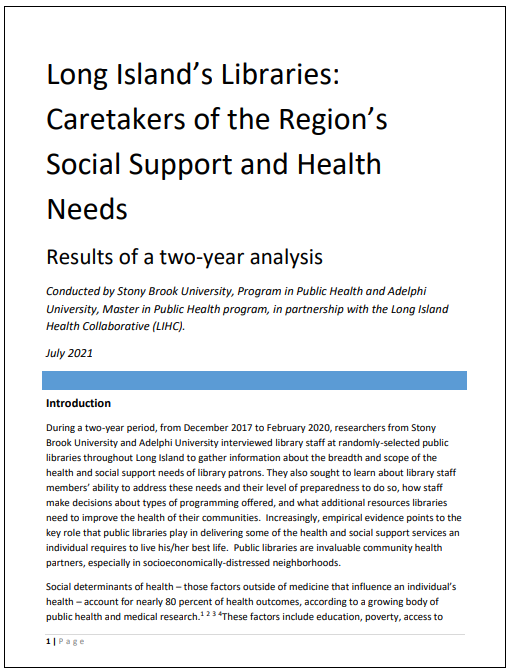 Long Island’s Libraries:
Caretakers of the Region’s
Social Support and Health
Needs
Results of a two-year analysis
Conducted by Stony Brook University, Program in Public Health and Adelphi
University, Master in Public Health program, in partnership with the Long Island
Health Collaborative (LIHC).
July 2021
Introduction
During a two-year period, from December 2017 to February 2020, researchers from Stony
Brook University and Adelphi University interviewed library staff at randomly-selected public
libraries throughout Long Island to gather information about the breadth and scope of the
health and social support needs of library patrons. They also sought to learn about library staff
members’ ability to address these needs and their level of preparedness to do so, how staff
make decisions about types of programming offered, and what additional resources libraries
need to improve the health of their communities.  Increasingly, empirical evidence points to the
key role that public libraries play in delivering some of the health and social support services an
individual requires to live his/her best life.  Public libraries are invaluable community health
partners, especially in socioeconomically-distressed neighborhoods.
Social determinants of health – those factors outside of medicine that influence an individual’s
health – account for nearly 80 percent of health outcomes, according to a growing body of
public health and medical research.¹ ² ³ ⁴These factors include education, poverty, access to
1 | Page